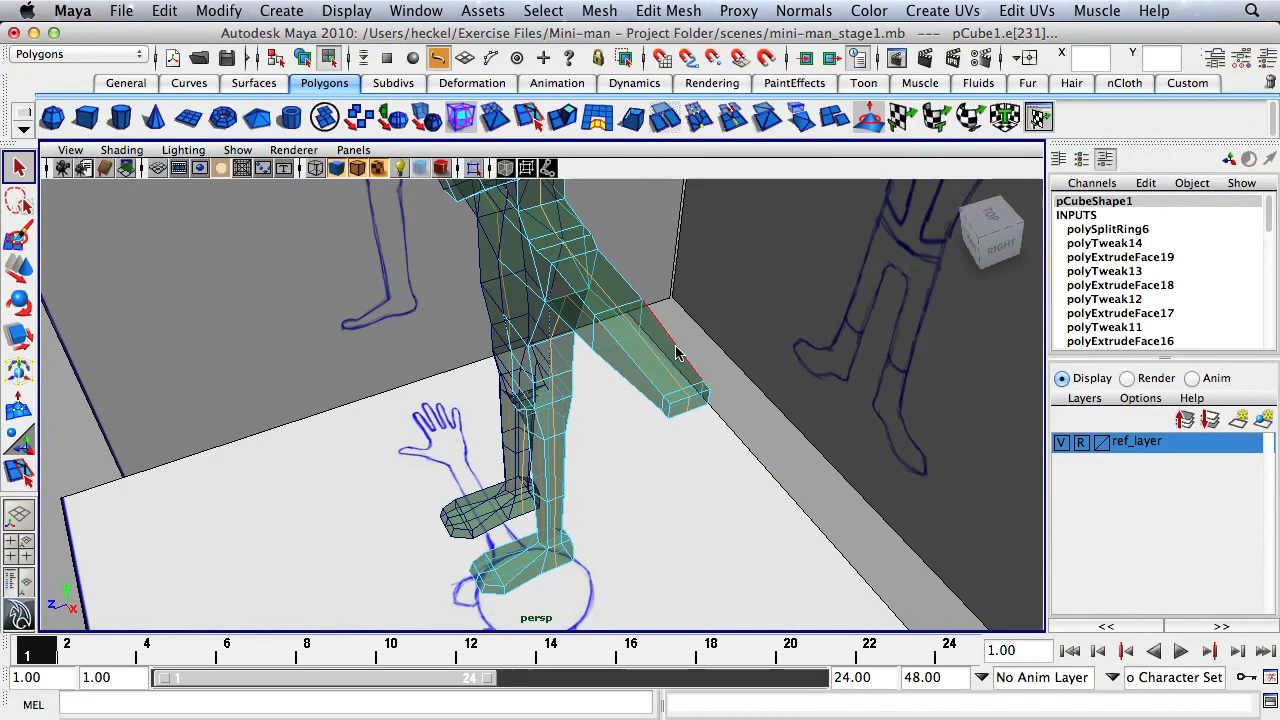 Maya File Edit Modify Create Display Window Assets Select Mesh Edit Mesh Proxy Normals Color Create UVs Edit UVs Muscle Help
Autodesk Maya 2010: /Users/heckel/Exercise Files/Mini-man - Project Folder/scenes/mini-man_stage1.mb --- pCube1.e[231]...
Polygons X: Y:
General Curves Surfaces Polygons Subdivs Deformation Animation Dynamics Rendering PaintEffects Toon Muscle Fluids Fur Hair nCloth Custom
View Shading Lighting Show Renderer Panels
Channels Edit Object Show
pCubeShape1
INPUTS
polySplitRing6
polyTweak14
polyExtrudeFace19
polyTweak13
polyExtrudeFace18
polyTweak12
polyExtrudeFace17
polyTweak11
polyExtrudeFace16
TOP
RIGHT
Display Render Anim
Layers Options Help
V R ref_layer
y
z x
persp
<< >>
1 2 4 6 8 10 12 14 16 18 20 22 24 1.00
1.00 1.00 1 24 24.00 48.00 No Anim Layer o Character Set
MEL